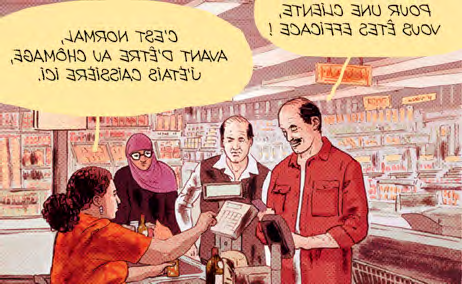 POUR UNE CLIENTE,
VOUS ÊTES EFFICACE !
C'EST NORMAL,
AVANT D'ÊTRE AU CHÔMAGE,
J'ÉTAIS CAISSIÈRE ICI.